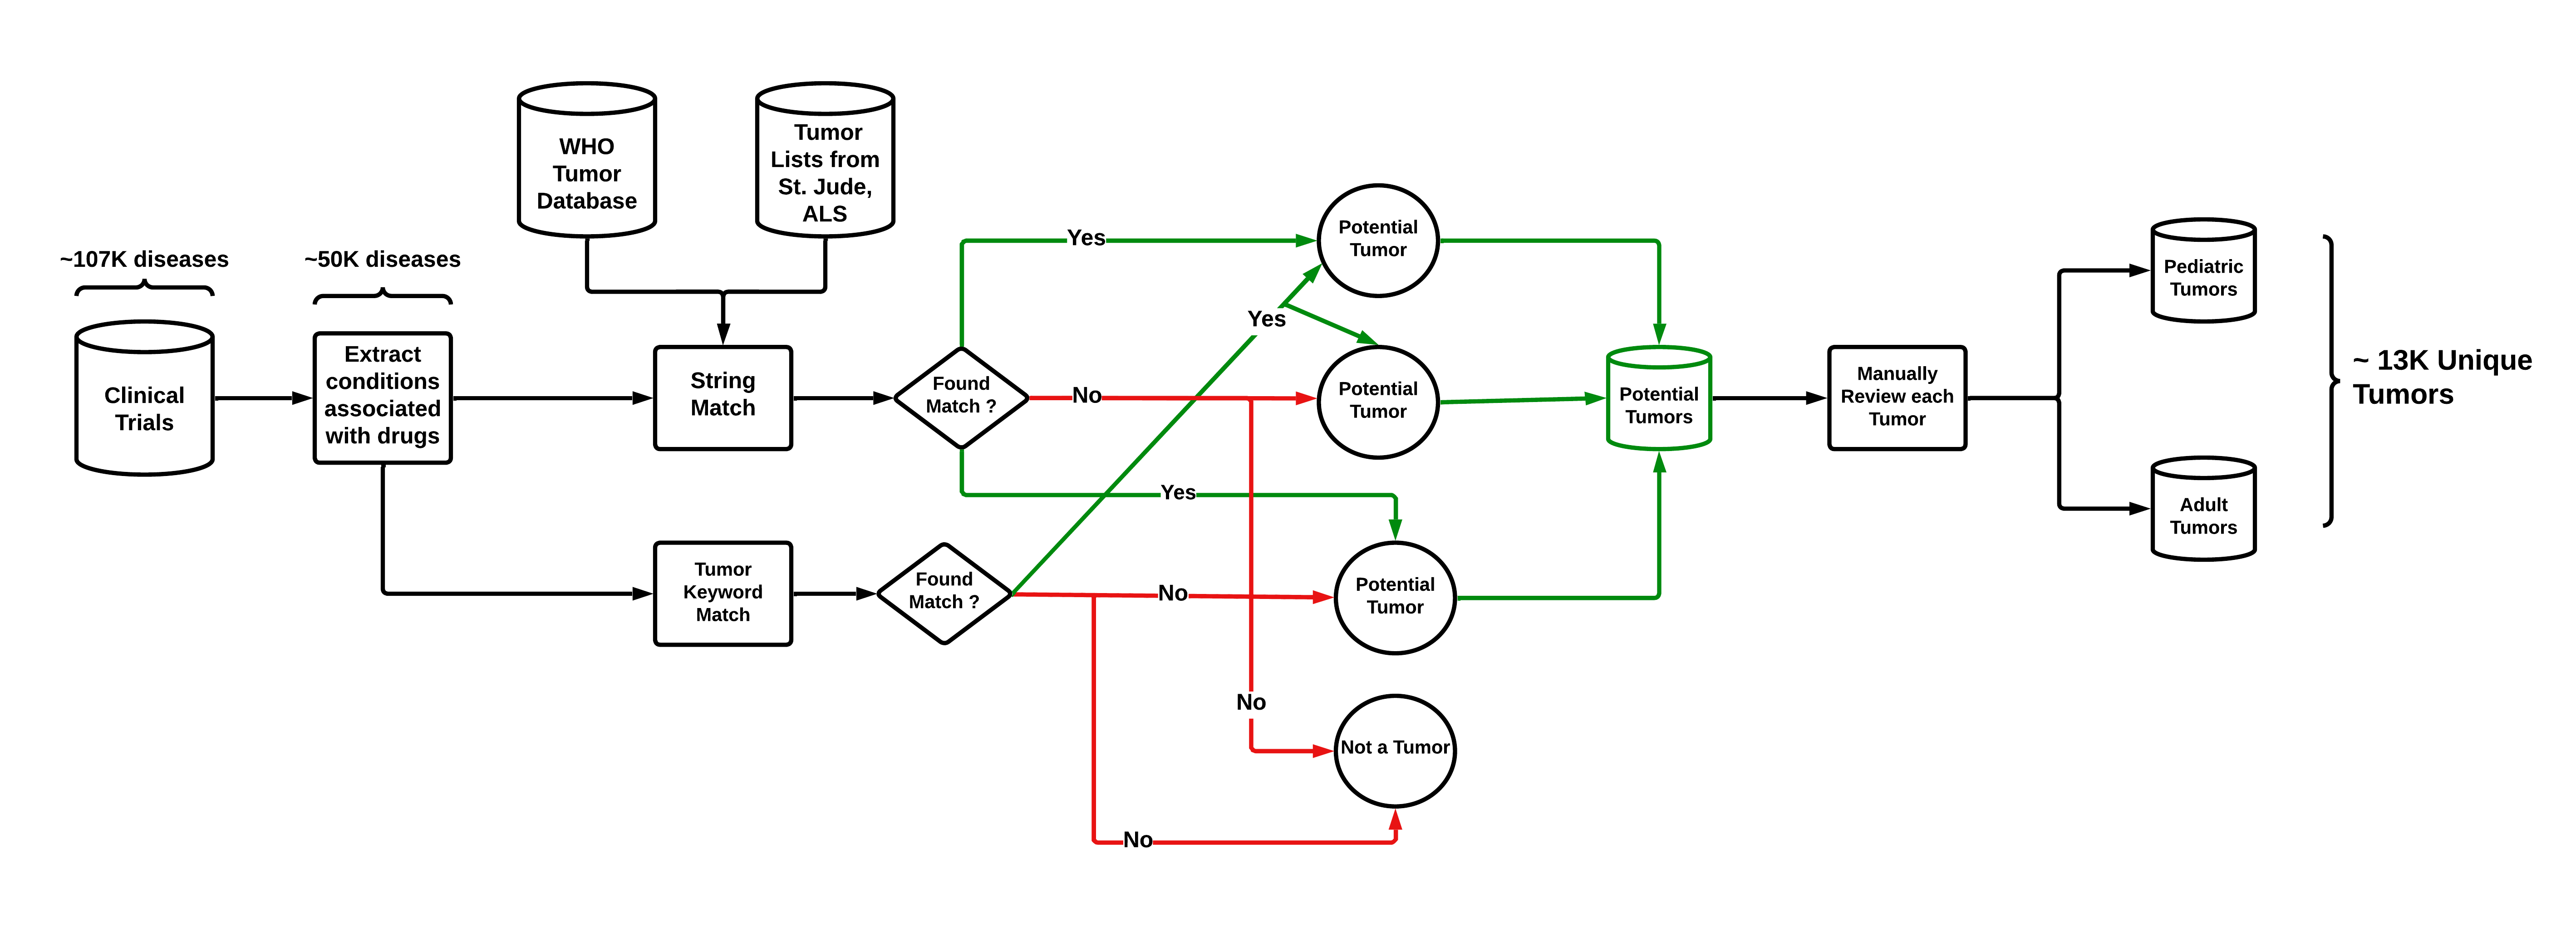 ~107K diseases
Clinical
Trials
~50K diseases
Extract
conditions
associated
with drugs
WHO
Tumor
Database
Tumor
Lists from
St. Jude,
ALS
String
Match
Tumor
Keyword
Match
Found
Match ?
Found
Match ?
Yes
Yes
No
Yes
No
No
No
Potential
Tumor
Potential
Tumor
Potential
Tumor
Not a Tumor
Potential
Tumors
Manually
Review each
Tumor
Pediatric
Tumors
Adult
Tumors
~ 13K Unique
Tumors